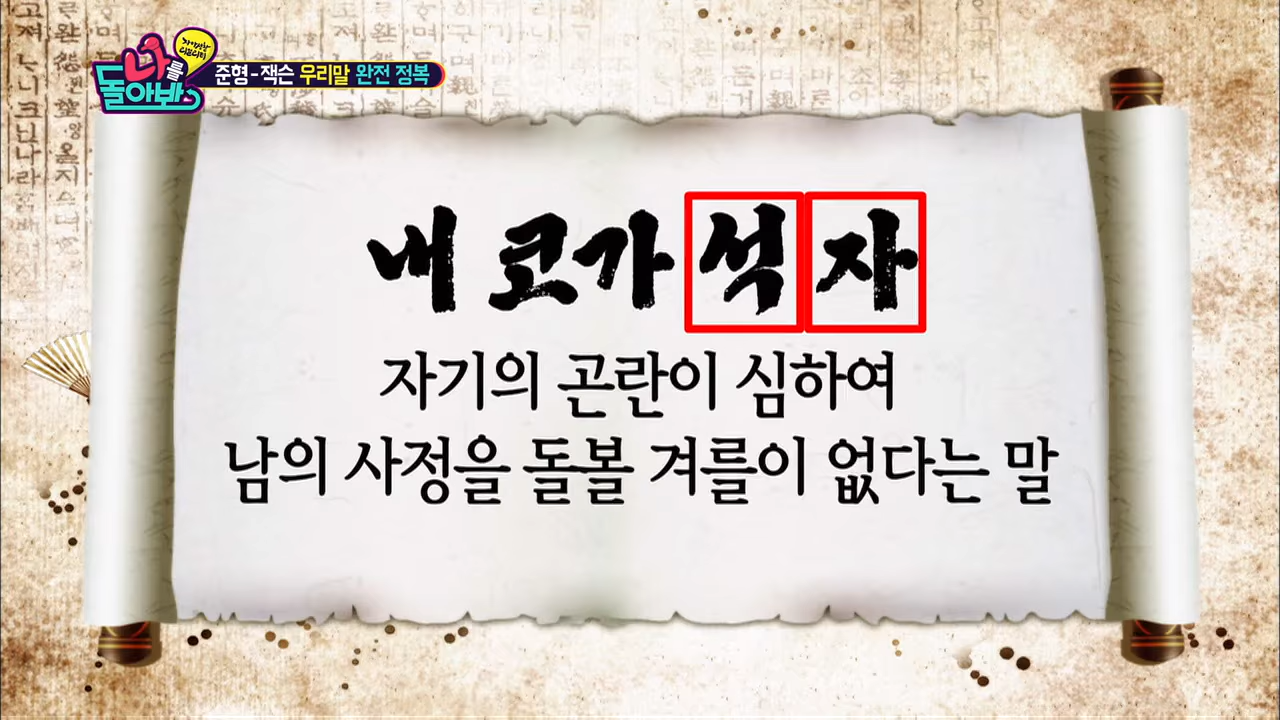 나를
돌아봐
준형-잭슨 우리말 완전 정복
내 코가 석 자
자기의 곤란이 심하여
남의 사정을 돌볼 겨를이 없다는 말